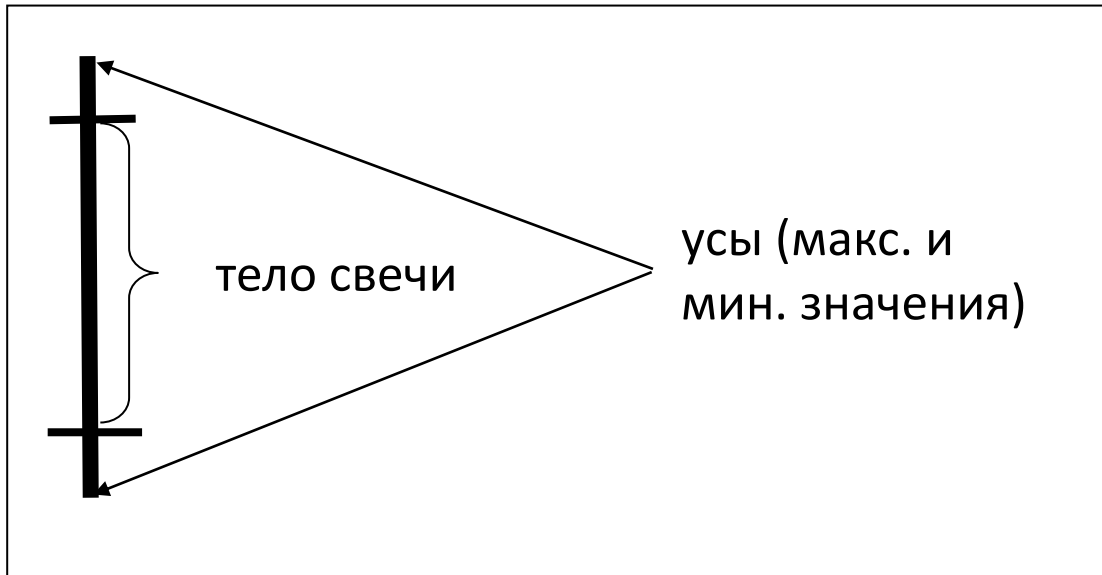 тело свечи
усы (макс. и
мин. значения)